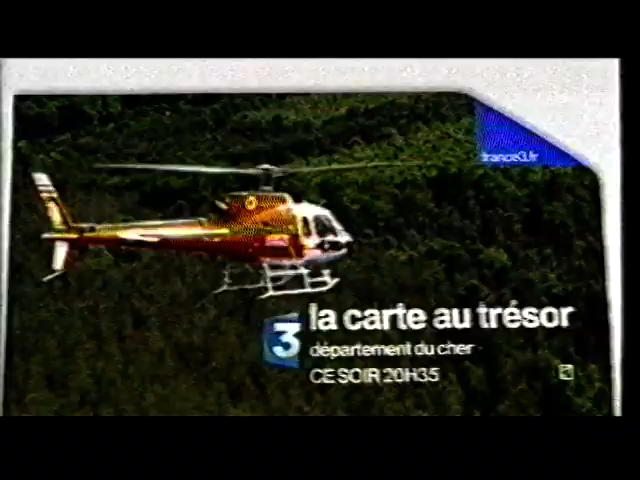 france3.fr
la carte au trésor
3
département du cher
CE SOIR 20H35